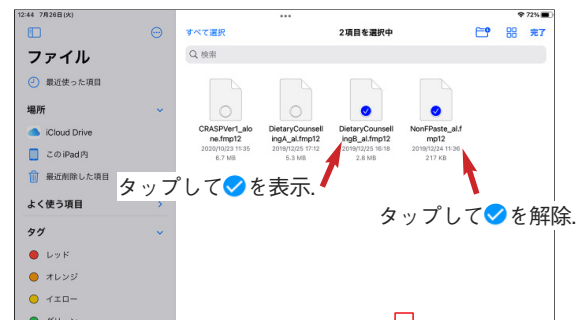 12:44 7月26日(火)
72%
ファイル
最近使った項目
場所
iCloud Drive
このiPad内
最近削除した項目
よく使う項目
タグ
レッド
オレンジ
イエロー
グリーン
すべて選択
2項目を選択中
完了
検索
CRASPVer1_alo
ne.fmp12
2020/10/23 11:35
6.7 MB
DietaryCounsell
ingA_al.fmp12
2019/12/25 17:12
5.3 MB
DietaryCounsell
ingB_al.fmp12
2019/12/25 16:18
2.8 MB
NonFPaste_al.f
mp12
2019/12/24 11:36
217 KB
タップして を表示.
タップして を解除.